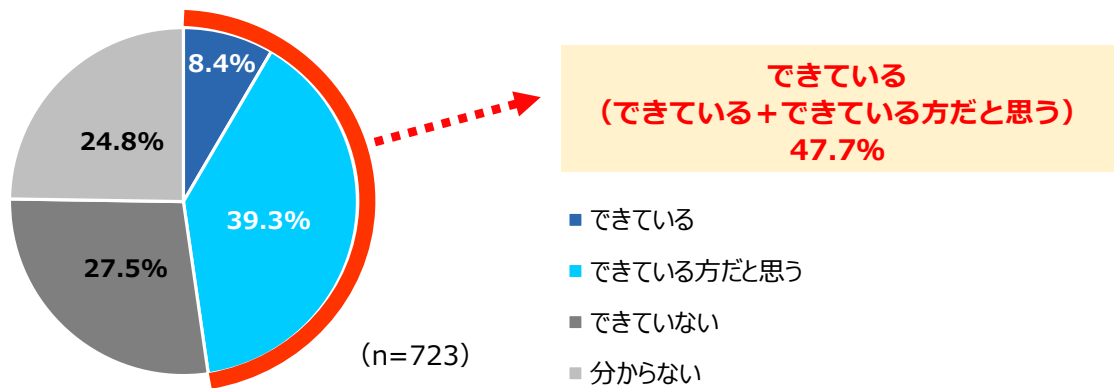 8.4%
39.3%
27.5%
24.8%
（n=723）
できている
（できている＋できている方だと思う）
47.7%
できている
できている方だと思う
できていない
分からない